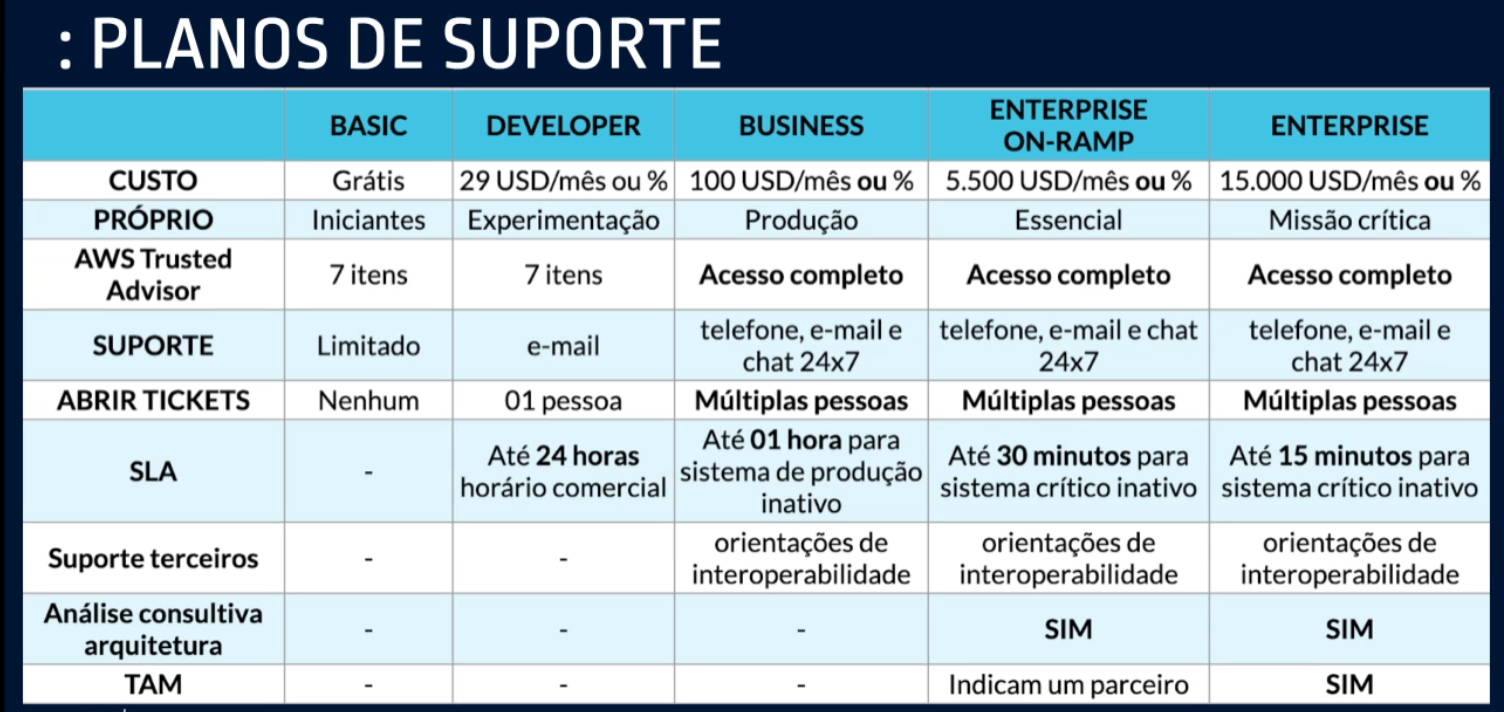 : PLANOS DE SUPORTE
BASIC DEVELOPER BUSINESS ENTERPRISE ON-RAMP ENTERPRISE
CUSTO Grátis 29 USD/mês ou % 100 USD/mês ou % 5.500 USD/mês ou % 15.000 USD/mês ou %
PRÓPRIO Iniciantes Experimentação Produção Essencial Missão crítica
AWS Trusted Advisor 7 itens 7 itens Acesso completo Acesso completo Acesso completo
SUPORTE Limitado e-mail telefone, e-mail e chat 24x7 telefone, e-mail e chat 24x7 telefone, e-mail e chat 24x7
ABRIR TICKETS Nenhum 01 pessoa Múltiplas pessoas Múltiplas pessoas Múltiplas pessoas
SLA - Até 24 horas horário comercial Até 01 hora para sistema de produção inativo Até 30 minutos para sistema crítico inativo Até 15 minutos para sistema crítico inativo
Suporte terceiros - - orientações de interoperabilidade orientações de interoperabilidade orientações de interoperabilidade
Análise consultiva arquitetura - - - SIM SIM
TAM - - - Indicam um parceiro SIM